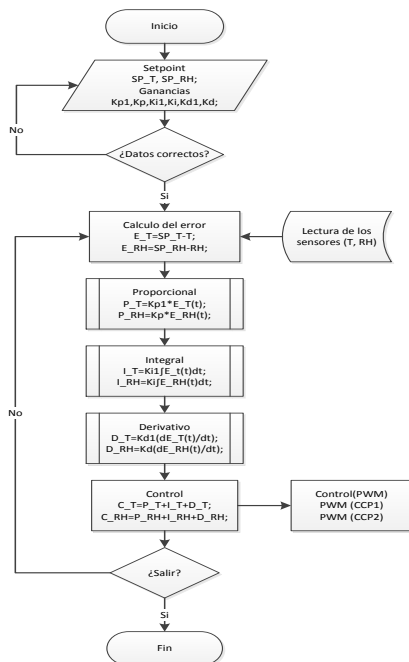 Inicio
Setpoint
SP_T, SP_RH;
Ganancias
Kp1,Kp,Ki1,Ki,Kd1,Kd;
No
¿Datos correctos?
Si
Calculo del error
E_T=SP_T-T;
E_RH=SP_RH-RH;
Lectura de los
sensores (T, RH)
Proporcional
P_T=Kp1*E_T(t);
P_RH=Kp*E_RH(t);
Integral
I_T=Ki1∫E_t(t)dt;
I_RH=Ki∫E_RH(t)dt;
No
Derivativo
D_T=Kd1(dE_T(t)/dt);
D_RH=Kd(dE_RH(t)/dt);
Control
C_T=P_T+I_T+D_T;
C_RH=P_RH+I_RH+D_RH;
Control(PWM)
PWM (CCP1)
PWM (CCP2)
¿Salir?
Si
Fin